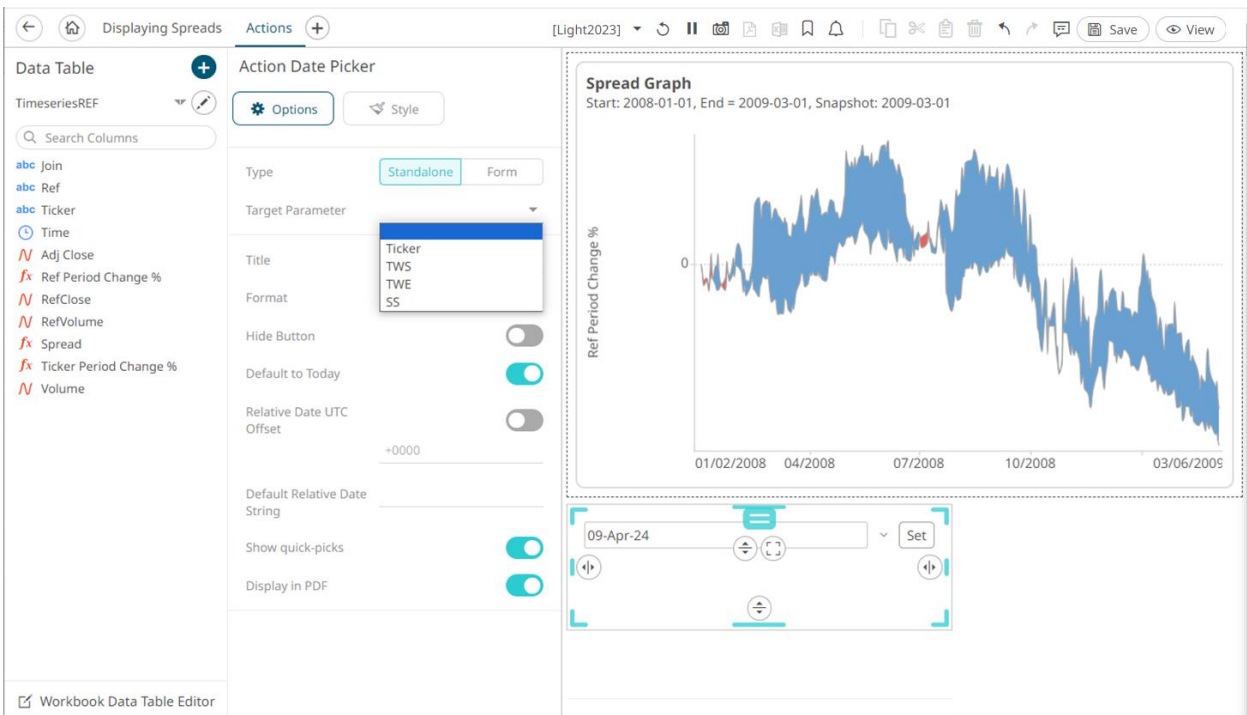 Displaying Spreads
Actions
[Light2023]
Save
View
Data Table
TimeseriesREF
Search Columns
abc Join
abc Ref
abc Ticker
Time
Adj Close
fx Ref Period Change %
RefClose
RefVolume
fx Spread
fx Ticker Period Change %
Volume
Workbook Data Table Editor
Action Date Picker
Options
Style
Type
Standalone
Form
Target Parameter
Ticker
TWS
TWE
SS
Title
Format
Hide Button
Default to Today
Relative Date UTC
Offset
+0000
Default Relative Date
String
Show quick-picks
Display in PDF
Spread Graph
Start: 2008-01-01, End = 2009-03-01, Snapshot: 2009-03-01
Ref Period Change %
0
01/02/2008
04/2008
07/2008
10/2008
03/06/2009
09-Apr-24
Set